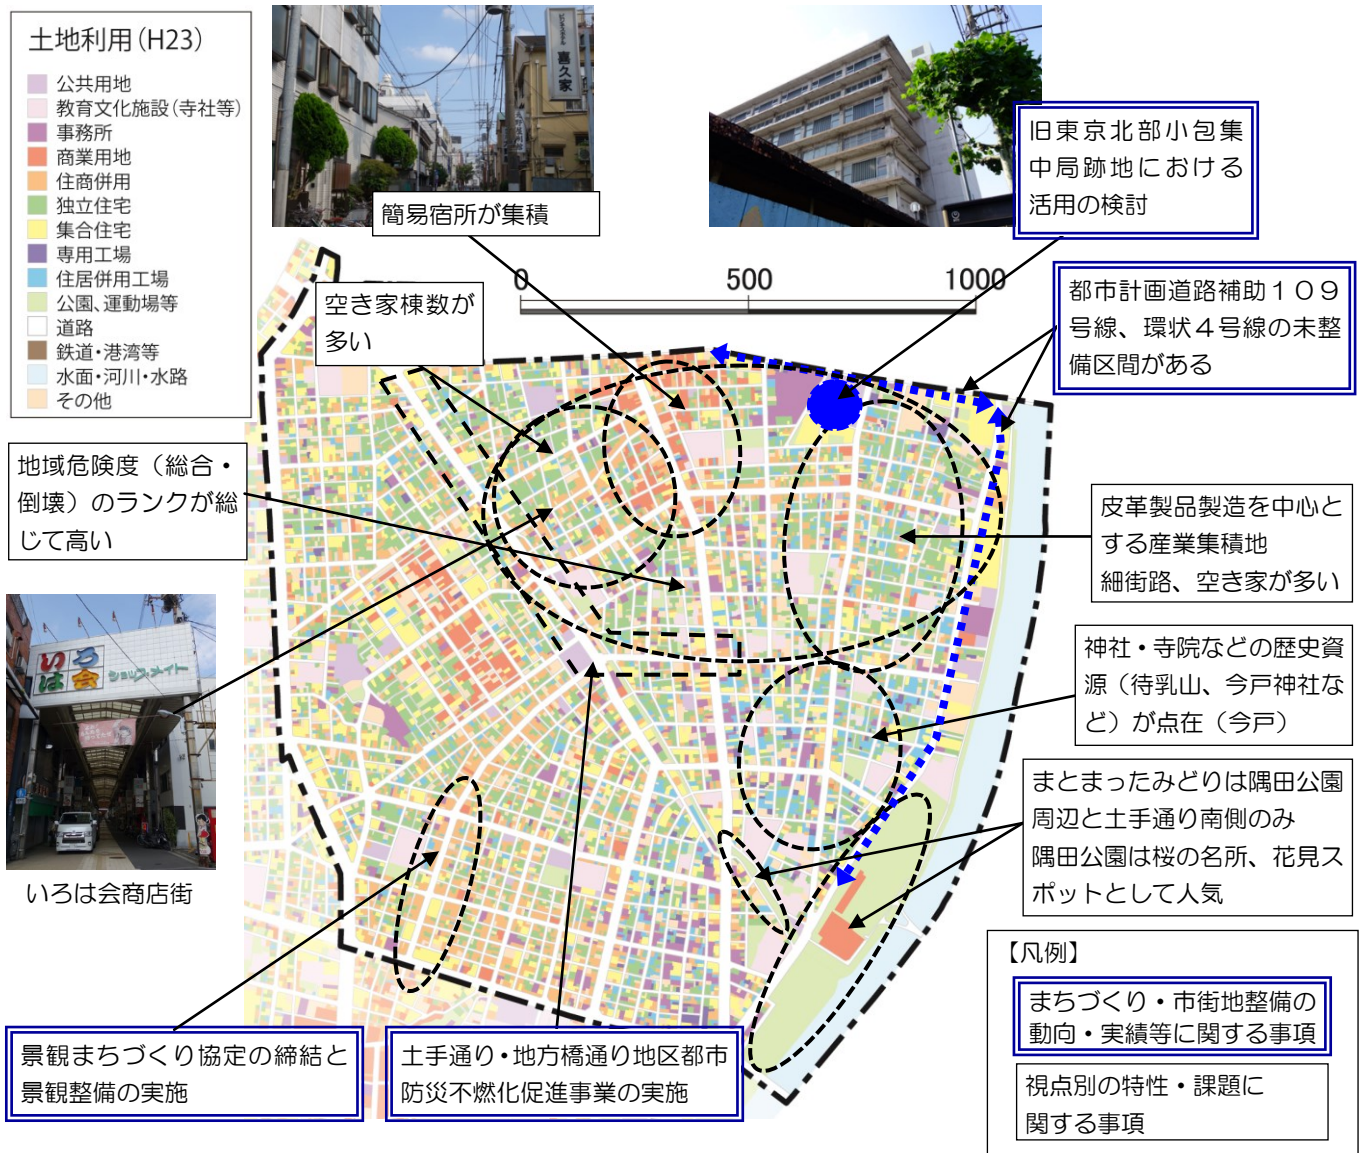 土地利用(H23)
公共用地
教育文化施設(寺社等)
事務所
商業用地
住商併用
独立住宅
集合住宅
専用工場
住居併用工場
公園、運動場等
道路
鉄道・港湾等
水面・河川・水路
その他
喜久家
簡易宿所が集積
旧東京北部小包集
中局跡地における
活用の検討
0 500 1000
空き家棟数が
多い
都市計画道路補助109
号線、環状4号線の未整
備区間がある
地域危険度(総合・
倒壊)のランクが総
じて高い
皮革製品製造を中心と
する産業集積地
細街路、空き家が多い
いろは会
ショップ・メイト
いろは会商店街
神社・寺院などの歴史資
源(待乳山、今戸神社な
ど)が点在(今戸)
まとまったみどりは隅田公園
周辺と土手通り南側のみ
隅田公園は桜の名所、花見ス
ポットとして人気
景観まちづくり協定の締結と
景観整備の実施
土手通り・地方橋通り地区都市
防災不燃化促進事業の実施
【凡例】
まちづくり・市街地整備の
動向・実績等に関する事項
視点別の特性・課題に
関する事項